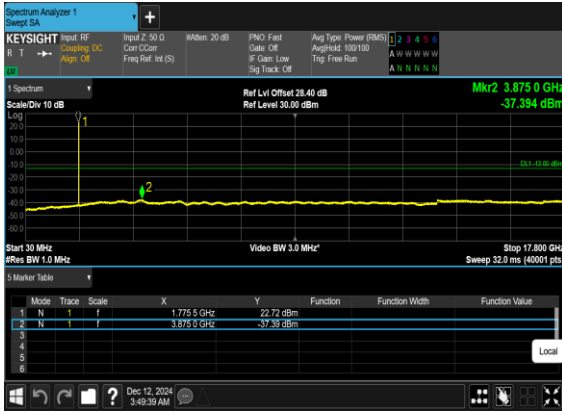 Spectrum Analyzer 1
Swept SA
+
KEYSIGHT
R T
Input: RF
Coupling: DC
Align: Off
Input Z: 50 Ω
Corr CCorr
Freq Ref: Int (S)
#Atten: 20 dB
PNO: Fast
Gate: Off
IF Gain: Low
Sig Track: Off
Avg Type: Power (RMS)
Avg|Hold: 100/100
Trig: Free Run
1 2 3 4 5 6
A W W W W W
A N N N N N
1 Spectrum
Scale/Div 10 dB
Ref Lvl Offset 28.40 dB
Ref Level 30.00 dBm
Mkr2 3.875 0 GHz
-37.394 dBm
Log
20.0
10.0
0.00
-10.0
-20.0
-30.0
-40.0
-50.0
-60.0
1
2
DL1 -13.00 dBm
Start 30 MHz
#Res BW 1.0 MHz
Video BW 3.0 MHz*
Stop 17.800 GHz
Sweep 32.0 ms (40001 pts)
5 Marker Table
Mode Trace Scale X Y Function Function Width Function Value
1 N 1 f 1.775 5 GHz 22.72 dBm
2 N 1 f 3.875 0 GHz -37.39 dBm
3
4
5
6
Local
?
Dec 12, 2024
3:49:39 AM